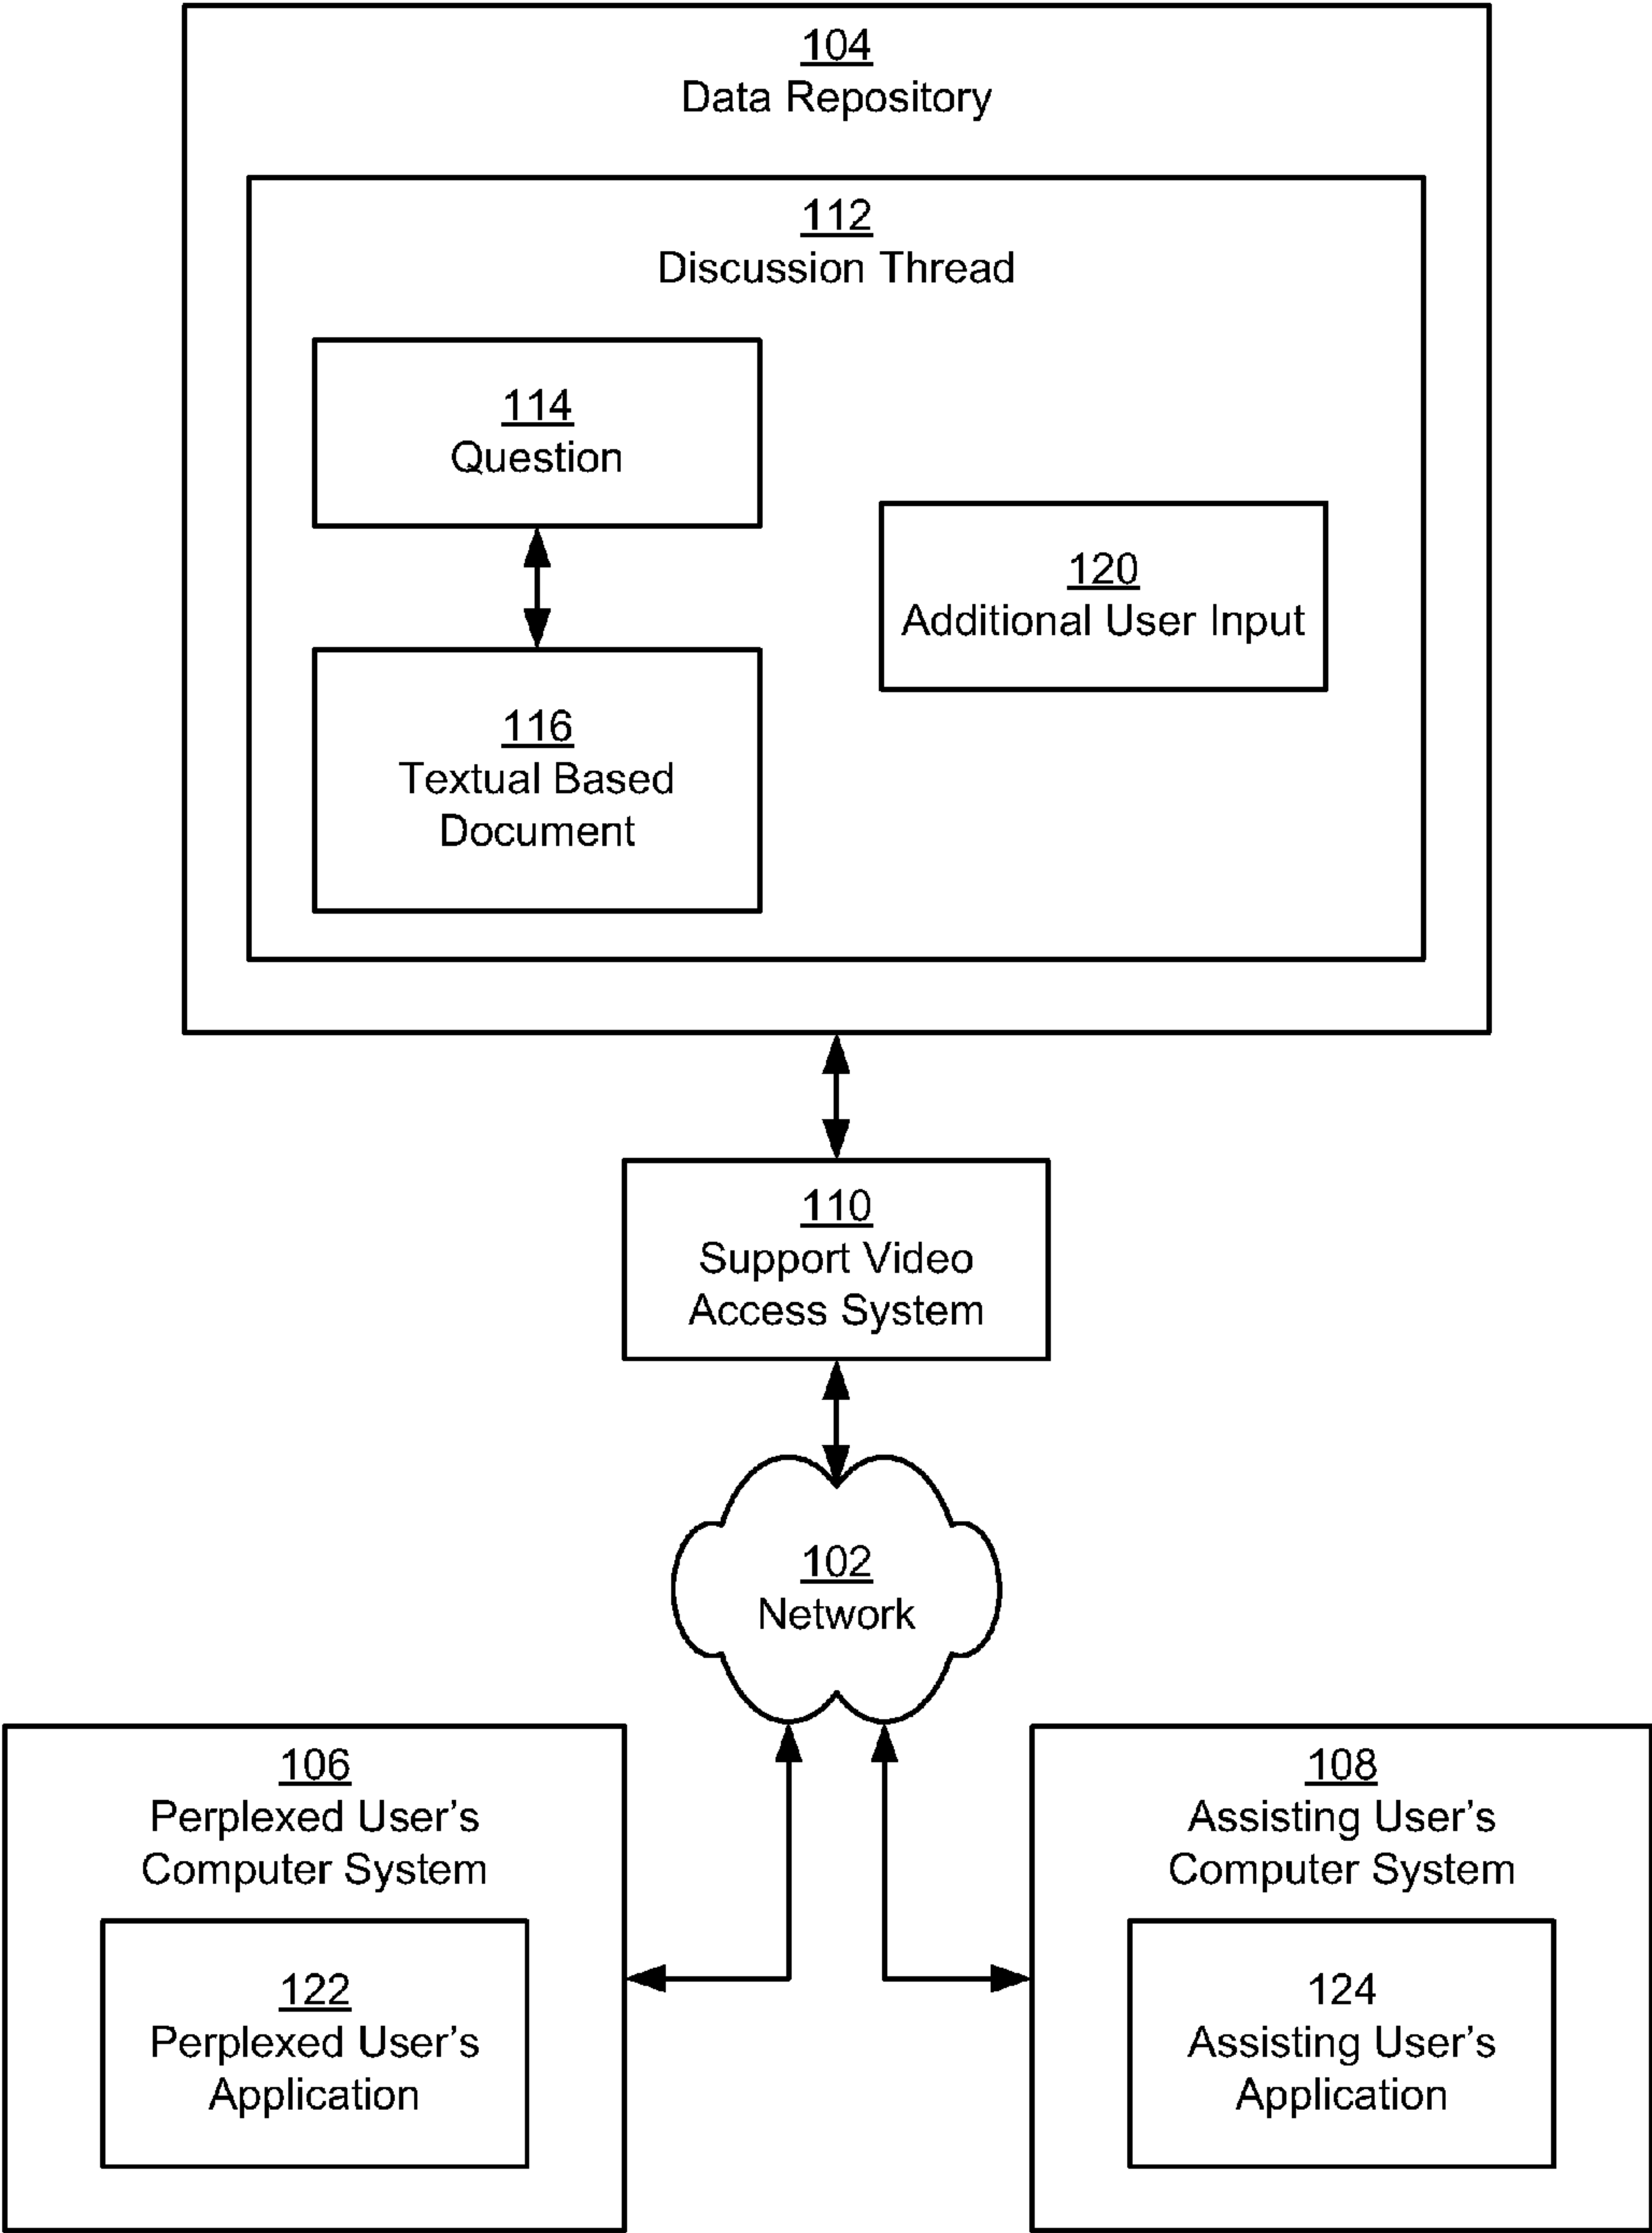 104
Data Repository
112
Discussion Thread
114
Question
120
Additional User Input
116
Textual Based
Document
110
Support Video
Access System
102
Network
106
Perplexed User’s
Computer System
122
Perplexed User’s
Application
108
Assisting User’s
Computer System
124
Assisting User’s
Application